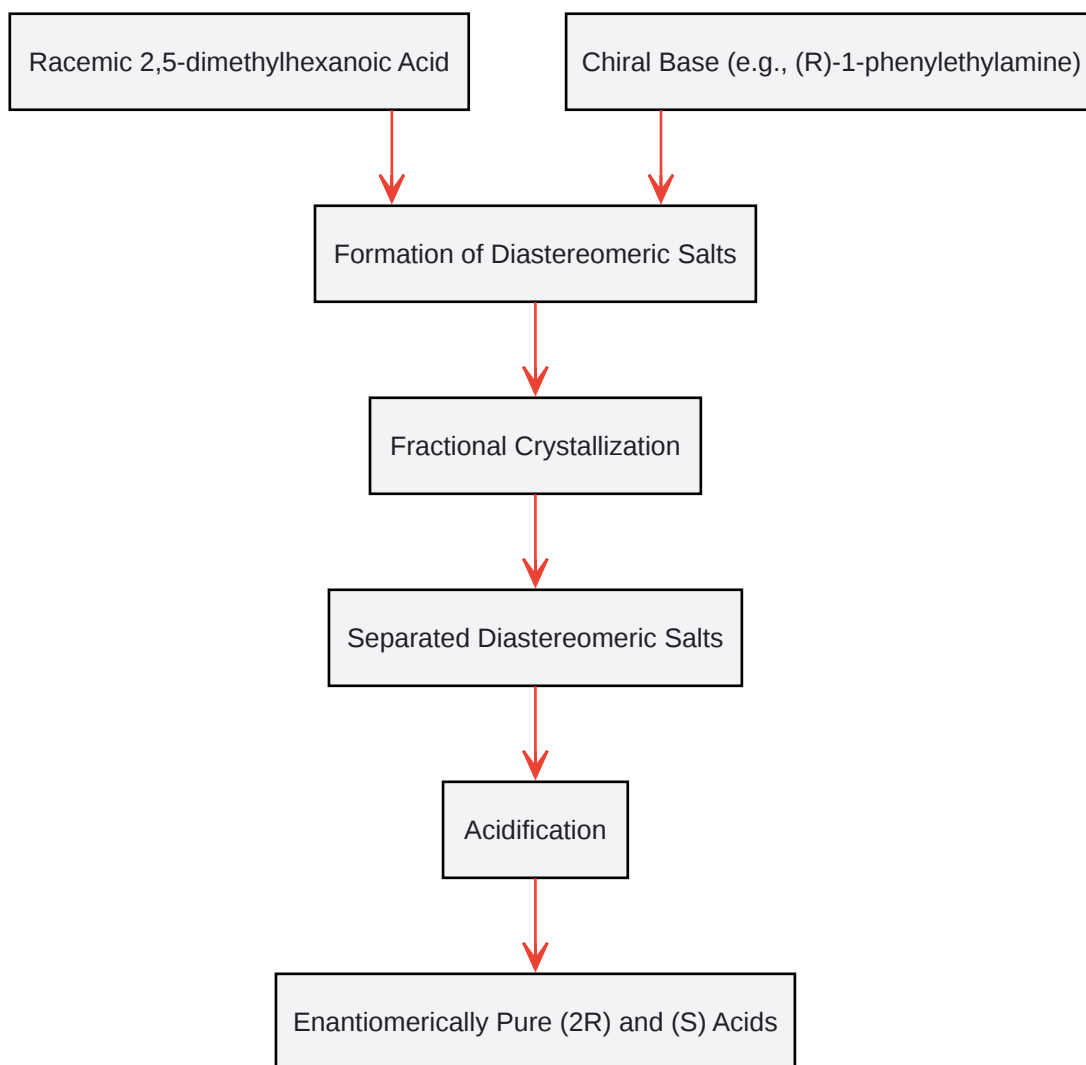 Racemic 2,5-dimethylhexanoic Acid
Chiral Base (e.g., (R)-1-phenylethylamine)
Formation of Diastereomeric Salts
Fractional Crystallization
Separated Diastereomeric Salts
Acidification
Enantiomerically Pure (2R) and (S) Acids